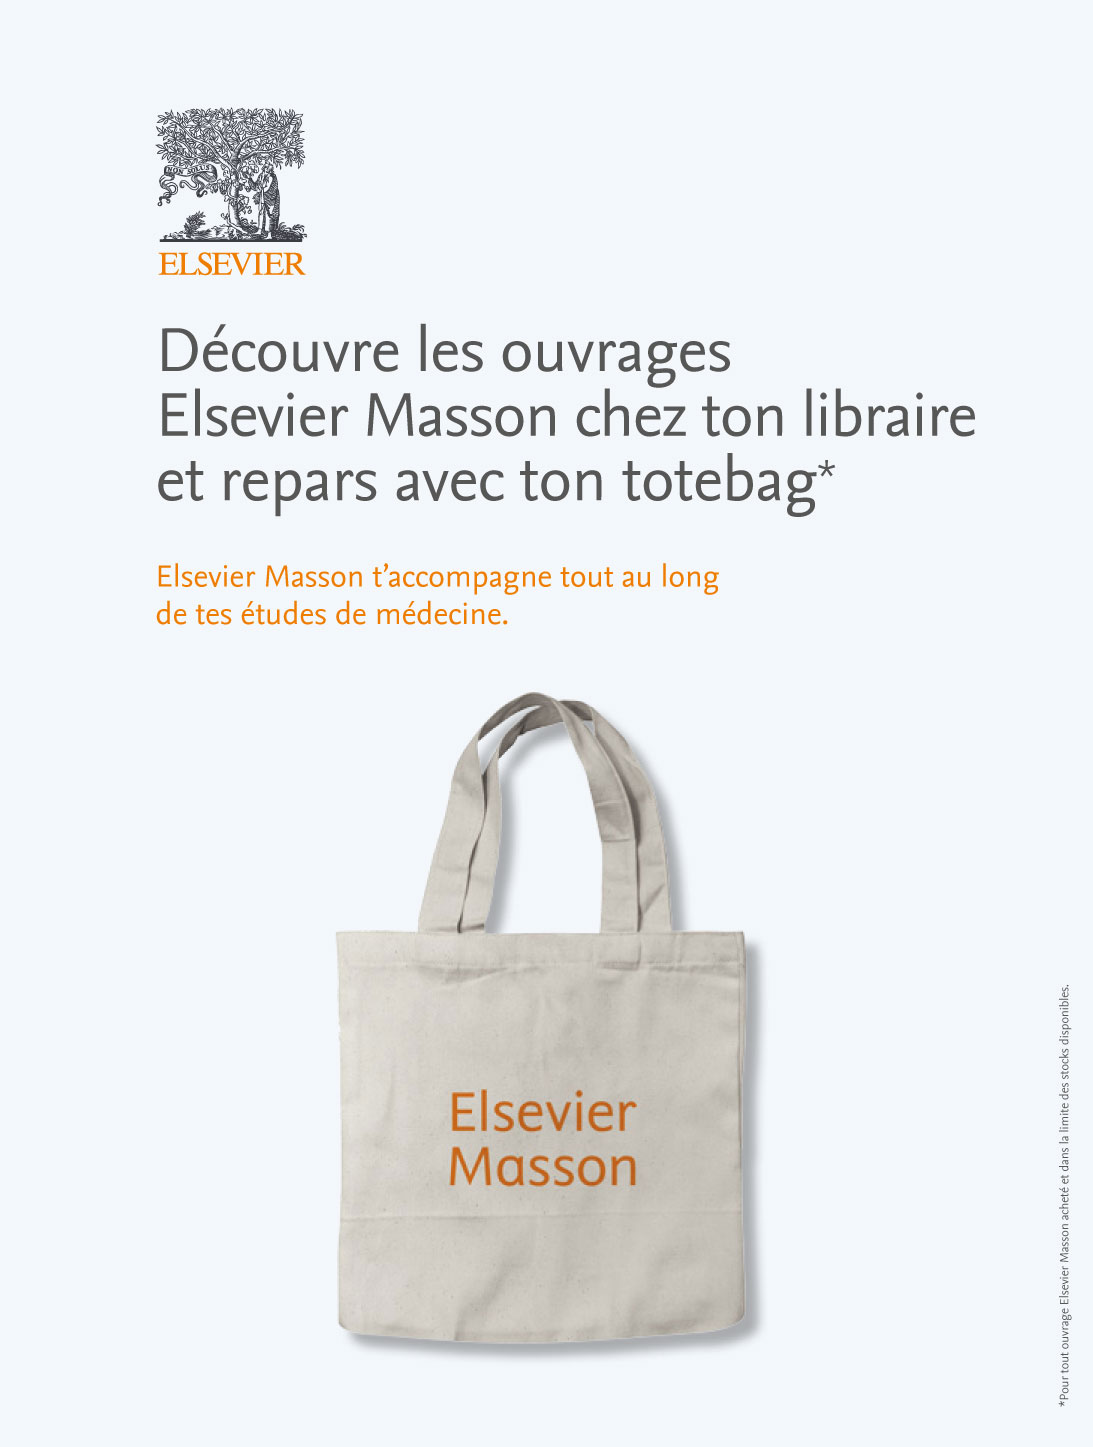 NON SOLUS
ELSEVIER
Découvre les ouvrages
Elsevier Masson chez ton libraire
et repars avec ton totebag*
Elsevier Masson t’accompagne tout au long
de tes études de médecine.
Elsevier
Masson
*Pour tout ouvrage Elsevier Masson acheté et dans la limite des stocks disponibles.